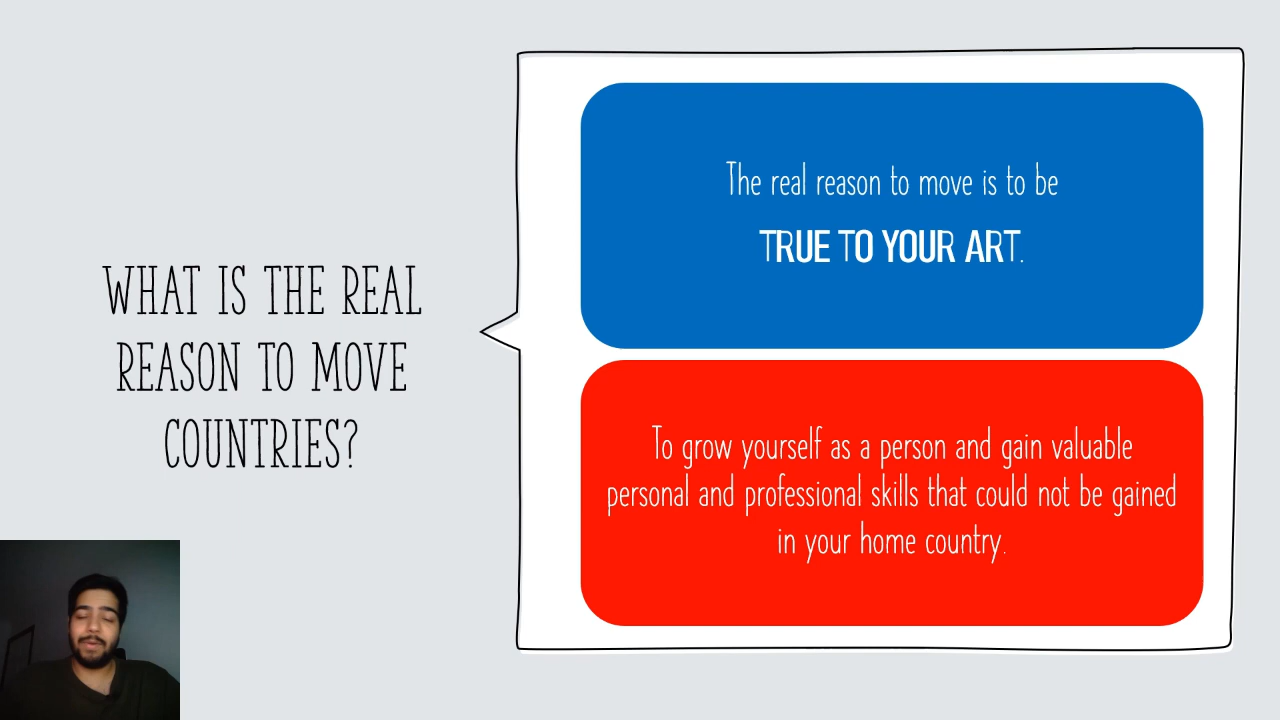 WHAT IS THE REAL
REASON TO MOVE
COUNTRIES?
The real reason to move is to be
TRUE TO YOUR ART.
To grow yourself as a person and gain valuable
personal and professional skills that could not be gained
in your home country.